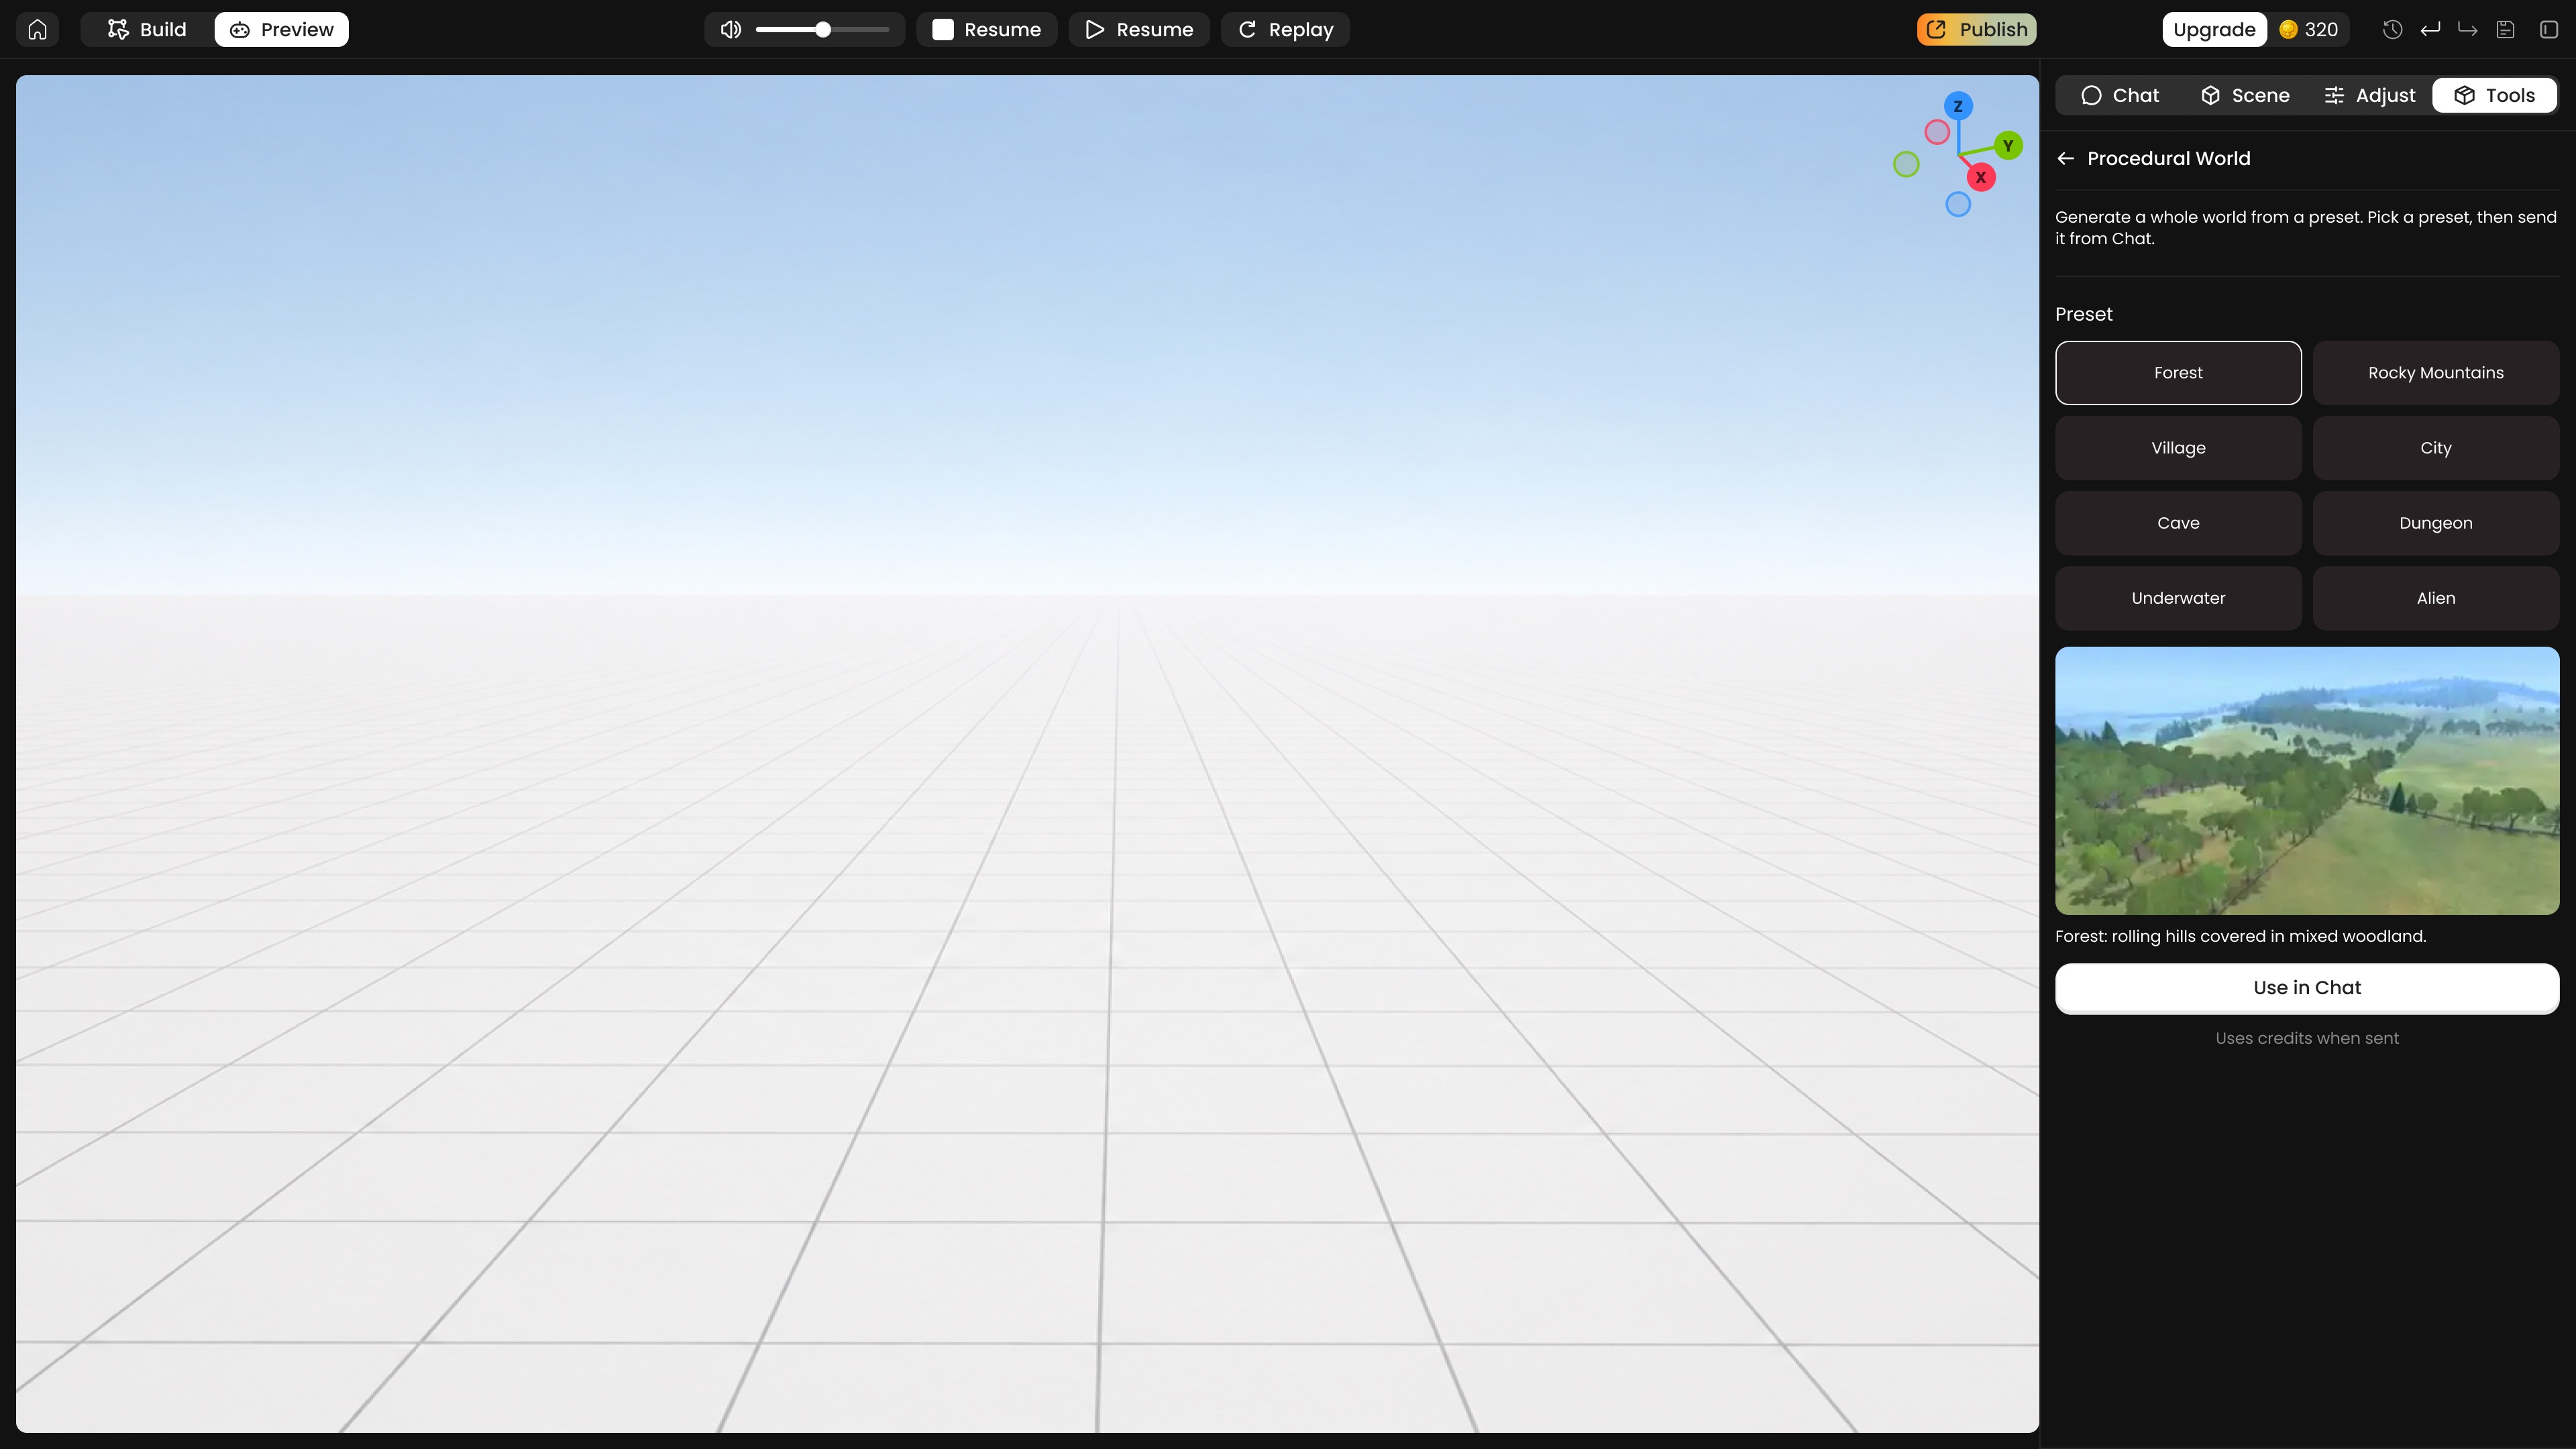 Build
Preview
Resume
Resume
Replay
Publish
Upgrade
320
Chat
Scene
Adjust
Tools
Z
Y
X
Procedural World
Generate a whole world from a preset. Pick a preset, then send
it from Chat.
Preset
Forest
Rocky Mountains
Village
City
Cave
Dungeon
Underwater
Alien
Forest: rolling hills covered in mixed woodland.
Use in Chat
Uses credits when sent